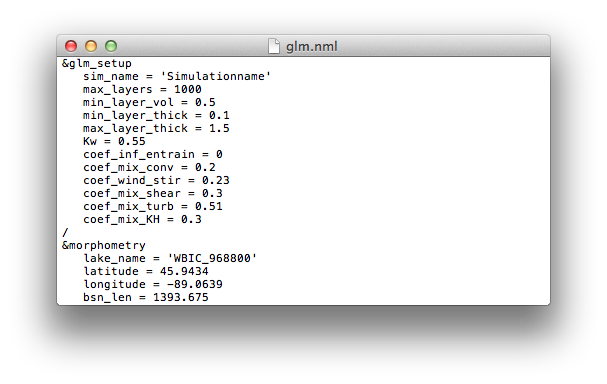 glm.nml
&glm_setup
sim_name = 'Simulationname'
max_layers = 1000
min_layer_vol = 0.5
min_layer_thick = 0.1
max_layer_thick = 1.5
Kw = 0.55
coef_inf_entrain = 0
coef_mix_conv = 0.2
coef_wind_stir = 0.23
coef_mix_shear = 0.3
coef_mix_turb = 0.51
coef_mix_KH = 0.3
/
&morphometry
lake_name = 'WBIC_968800'
latitude = 45.9434
longitude = -89.0639
bsn_len = 1393.675